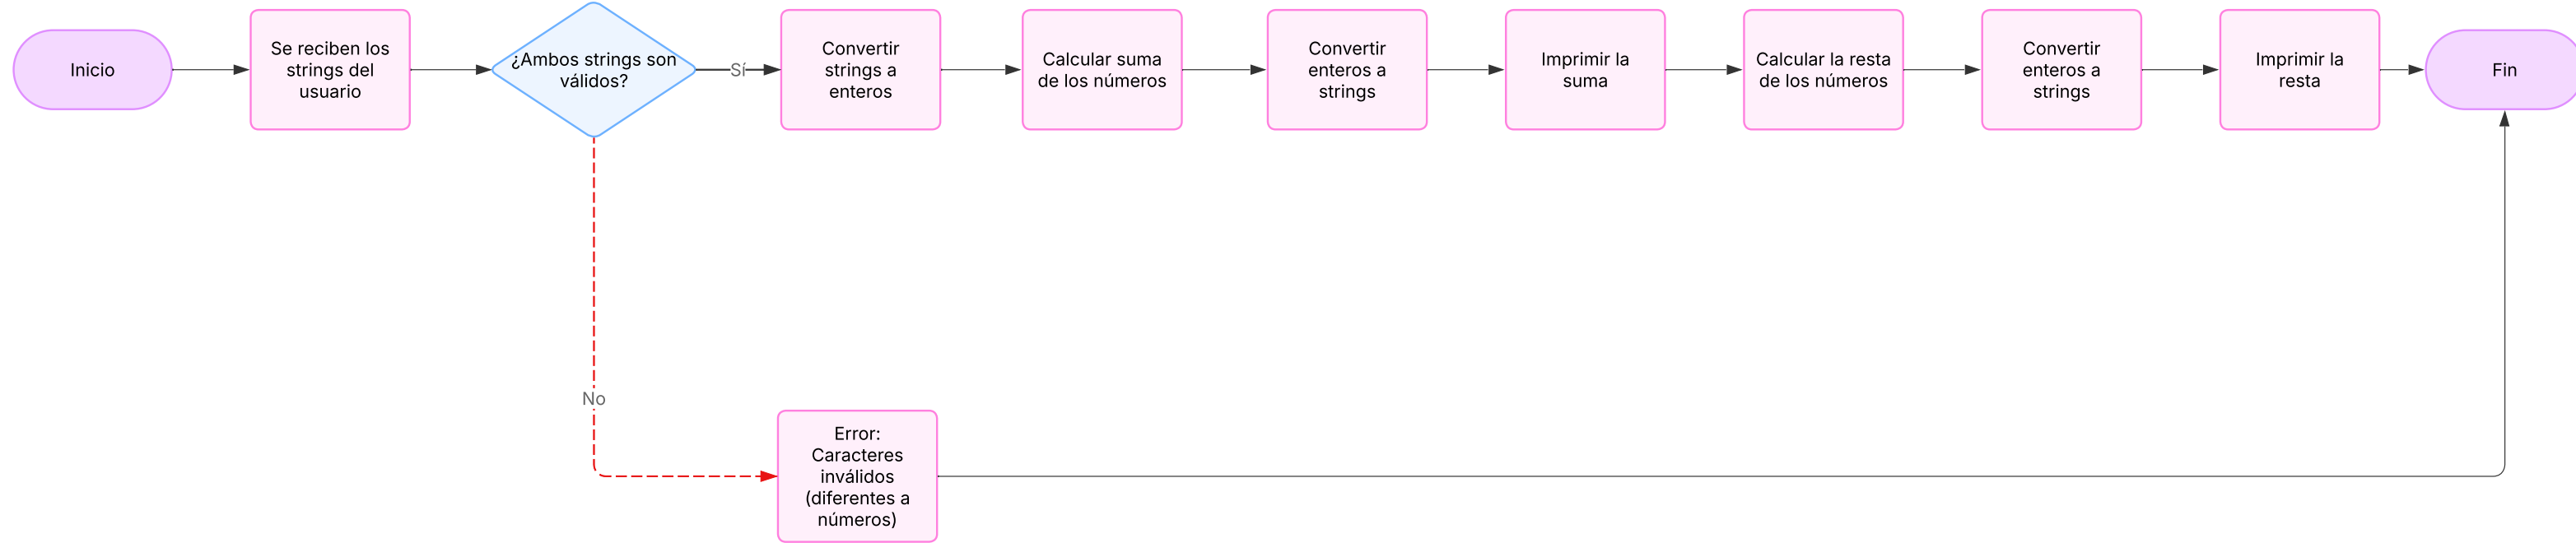 Inicio
Se reciben los
strings del
usuario
¿Ambos strings son
válidos?
Sí
Convertir
strings a
enteros
Calcular suma
de los números
Convertir
enteros a
strings
Imprimir la
suma
Calcular la resta
de los números
Convertir
enteros a
strings
Imprimir la
resta
Fin
No
Error:
Caracteres
inválidos
(diferentes a
números)